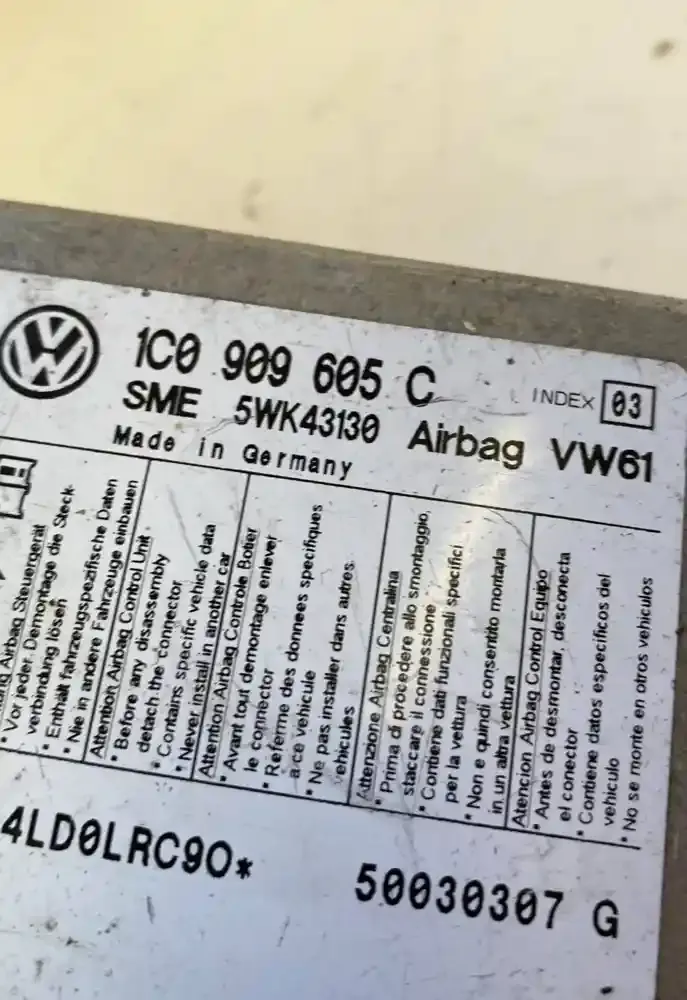 1C0 909 605 C
INDEX 03
SME 5WK43130 Airbag VW61
Made in Germany
Airbag Steuergerät
• Vor jeder Demontage die Steck-
verbindung lösen
• Enthält fahrzeugspezifische Daten
• Nie in andere Fahrzeuge einbauen
Attention Airbag Control Unit
• Before any disassembly
detach the connector
• Contains specific vehicle data
• Never install in another car
Attention Airbag Controle Botier
• Avant tout demontage enlever
le connector
• Referme des donnees specifiques
a ce vehicule
• Ne pas installer dans autres
vehicules
Attenzione Airbag Centralina
• Prima di procedere allo smontaggio,
staccare il connessione
• Contiene dati funzionali specifici
per la vettura
• Non e quindi consentito montarla
in un altra vettura
Atencion Airbag Control Equipo
• Antes de desmontar, desconecta
el conector
• Contiene datos especificos del
vehiculo
• No se monte en otros vehiculos
4LD0LRC9O*
50030307 G